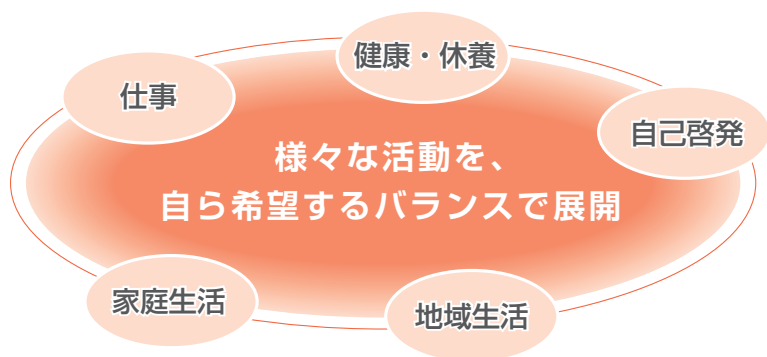 健康・休養
仕事
自己啓発
様々な活動を、
自ら希望するバランスで展開
家庭生活
地域生活